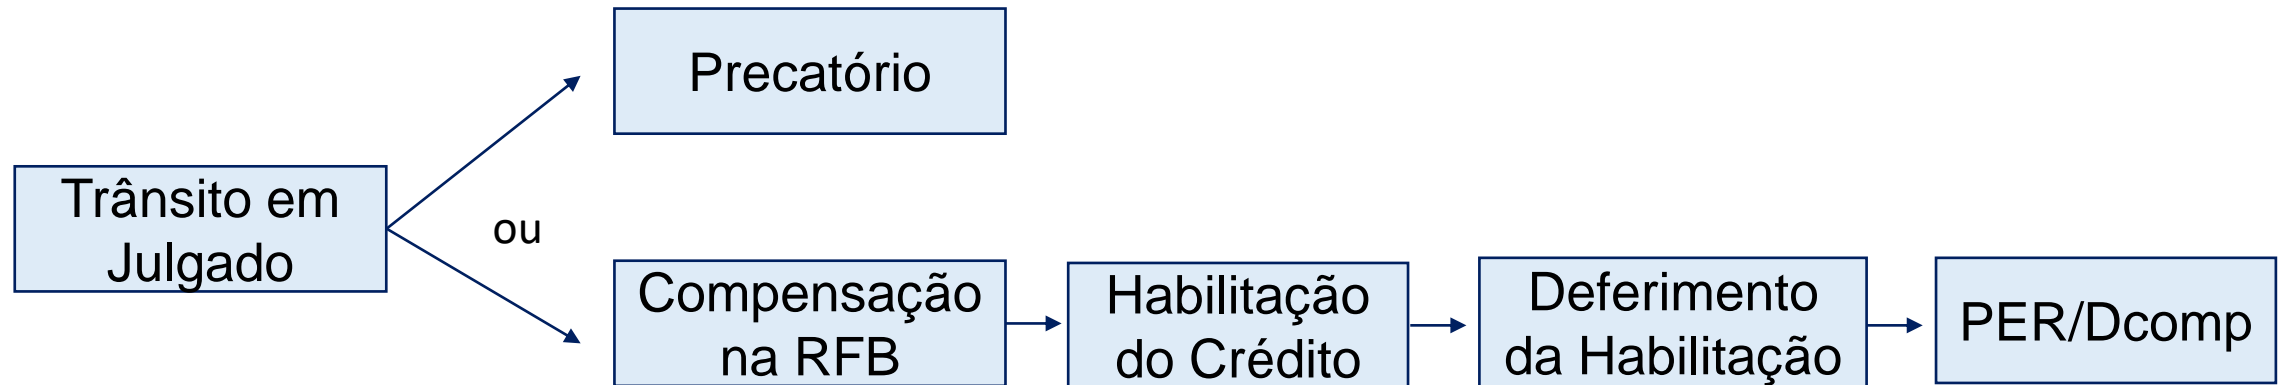 Precatório
Trânsito em
Julgado
ou
Compensação
na RFB
Habilitação
do Crédito
Deferimento
da Habilitação
PER/Dcomp